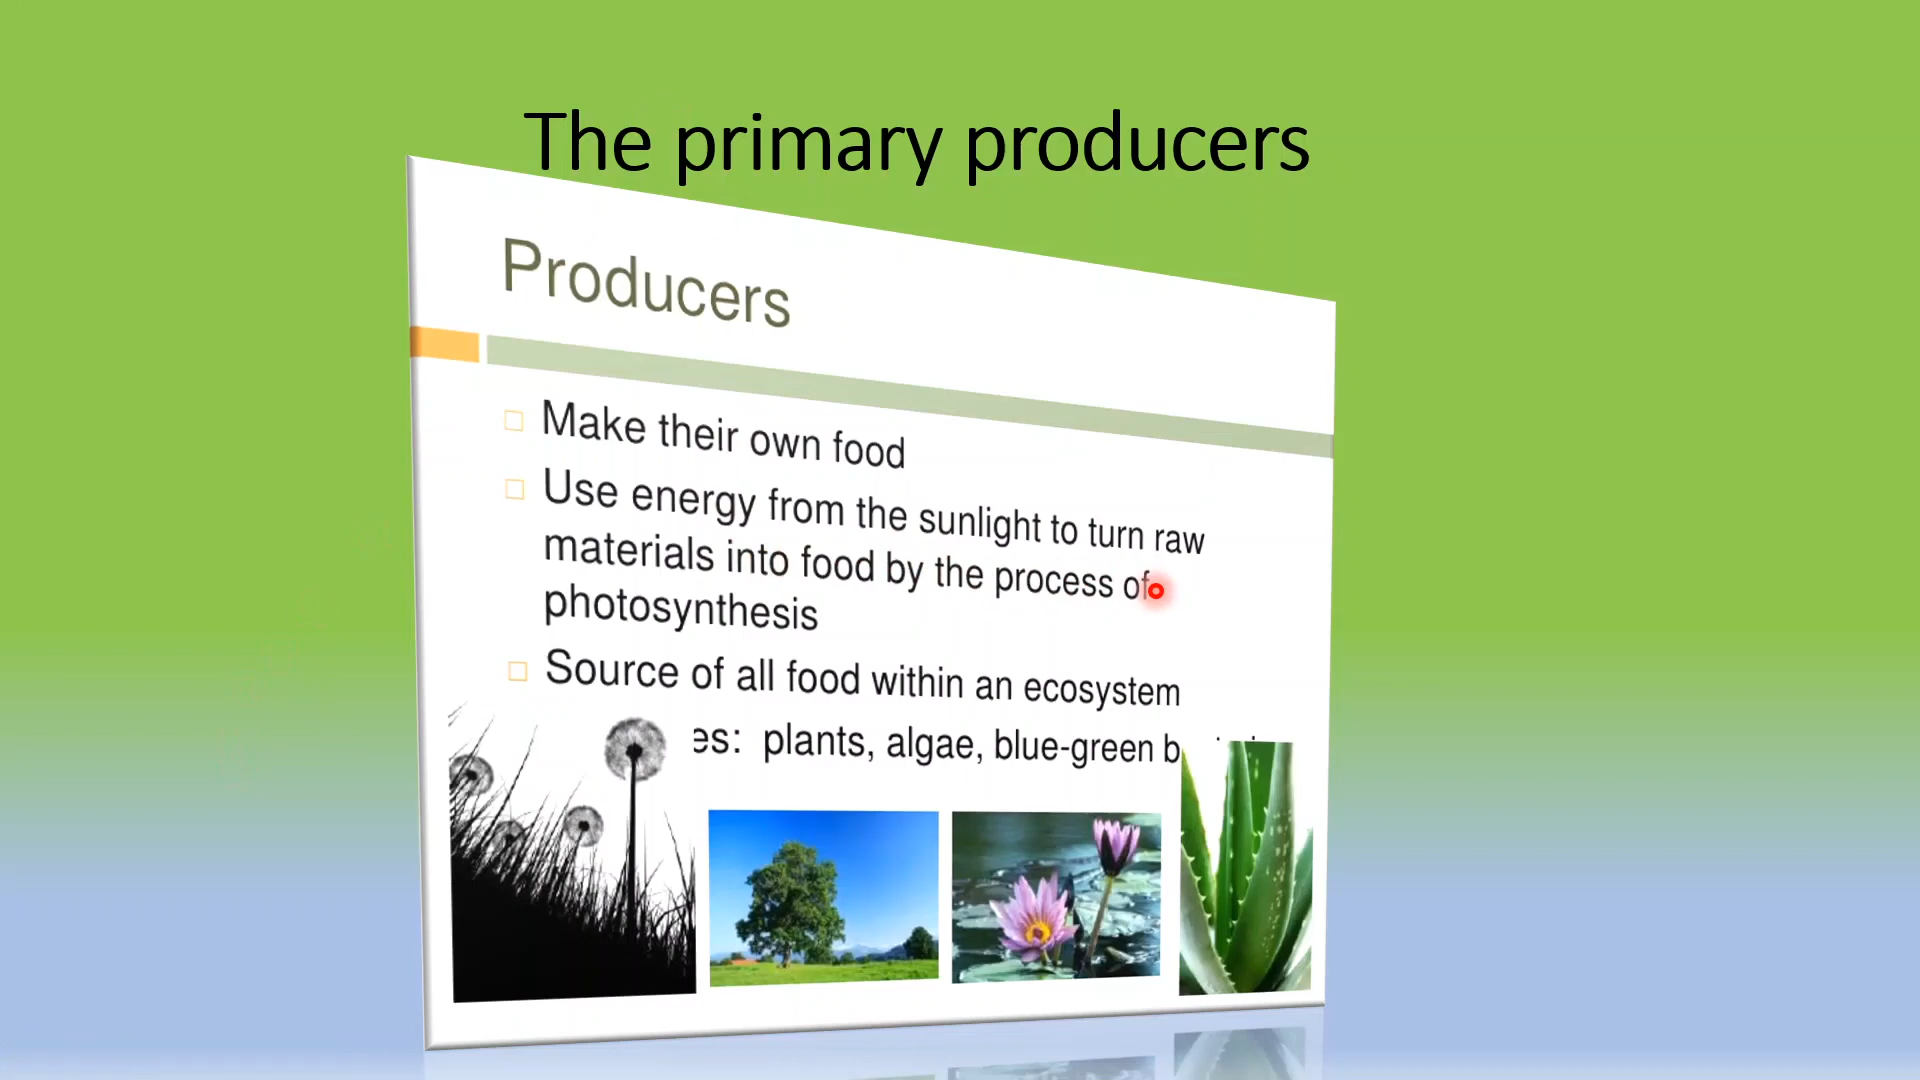 The primary producers
Producers
Make their own food
Use energy from the sunlight to turn raw
materials into food by the process of
photosynthesis
Source of all food within an ecosystem
plants, algae, blue-green